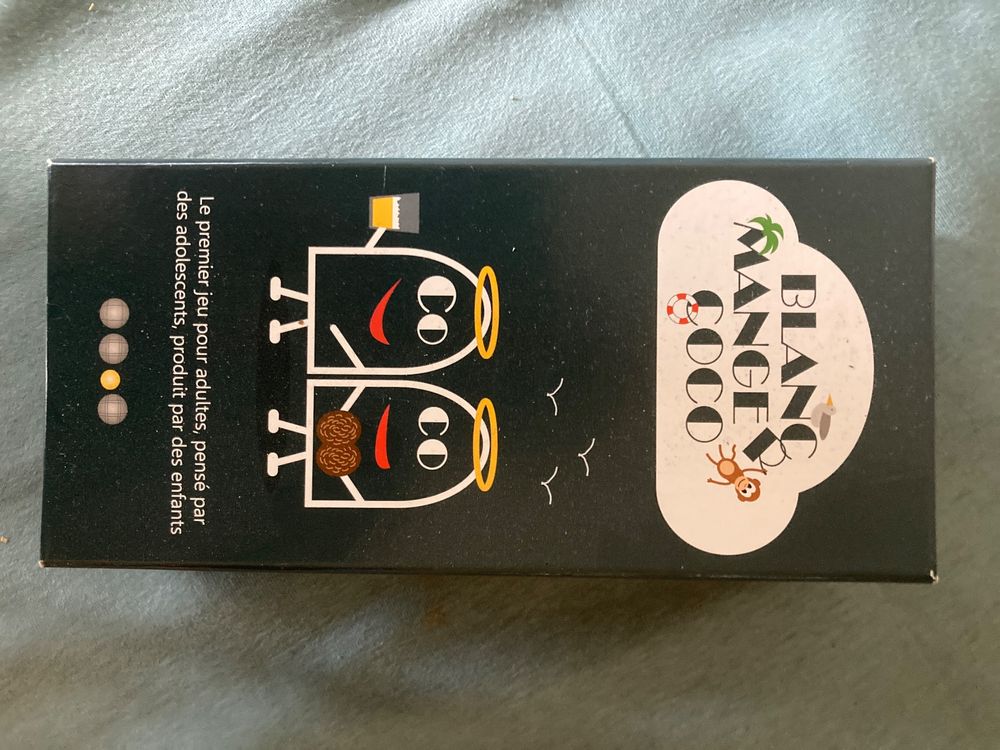 BLANC
MANGER
COCO
CO
CO
Le premier jeu pour adultes, pensé par
des adolescents, produit par des enfants